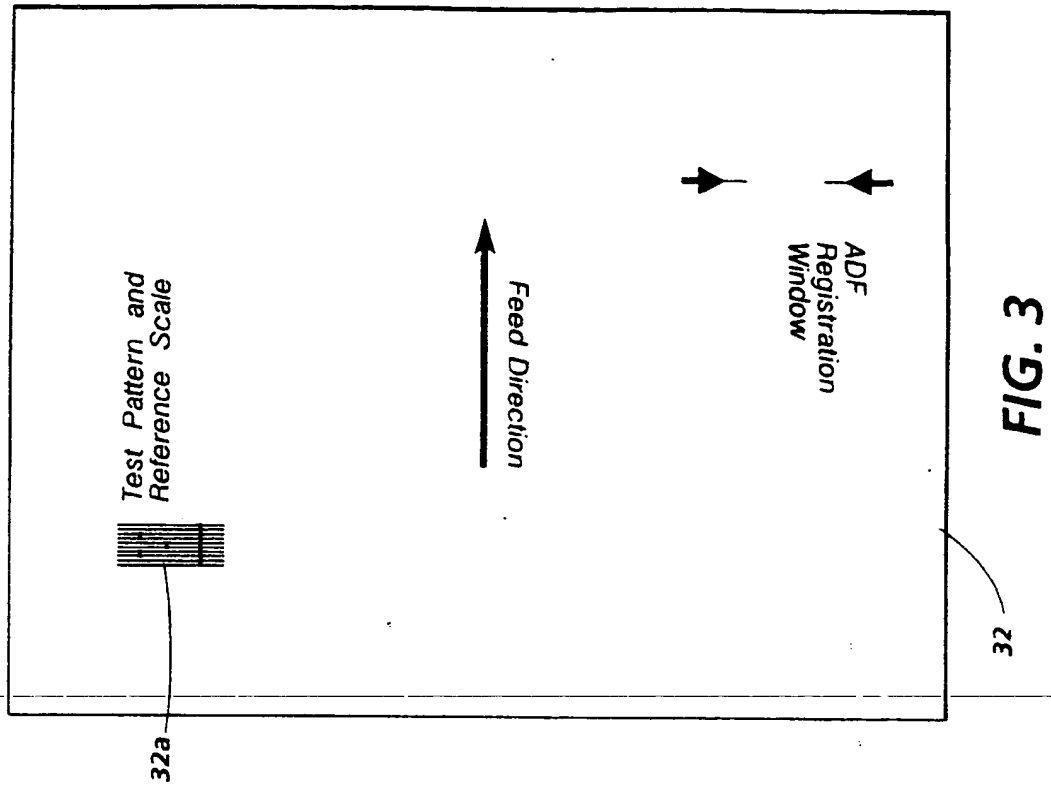 Test Pattern and
Reference Scale
32a
Feed Direction
ADF
Registration
Window
32
FIG. 3